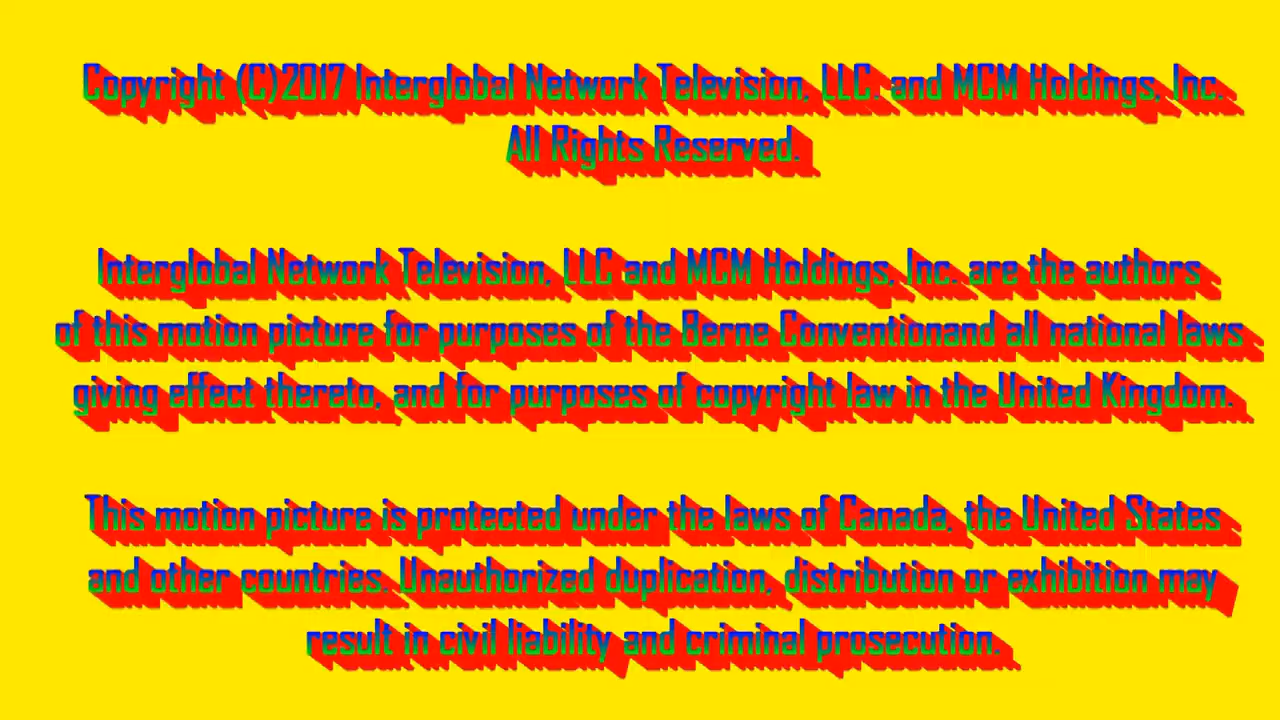 Copyright (C)2017 Interglobal Network Television, LLC. and MCM Holdings, Inc.
All Rights Reserved.
Interglobal Network Television, LLC and MCM Holdings, Inc. are the authors
of this motion picture for purposes of the Berne Conventionand all national laws
giving effect thereto, and for purposes of copyright law in the United Kingdom.
This motion picture is protected under the laws of Canada, the United States
and other countries. Unauthorized duplication, distribution or exhibition may
result in civil liability and criminal prosecution.